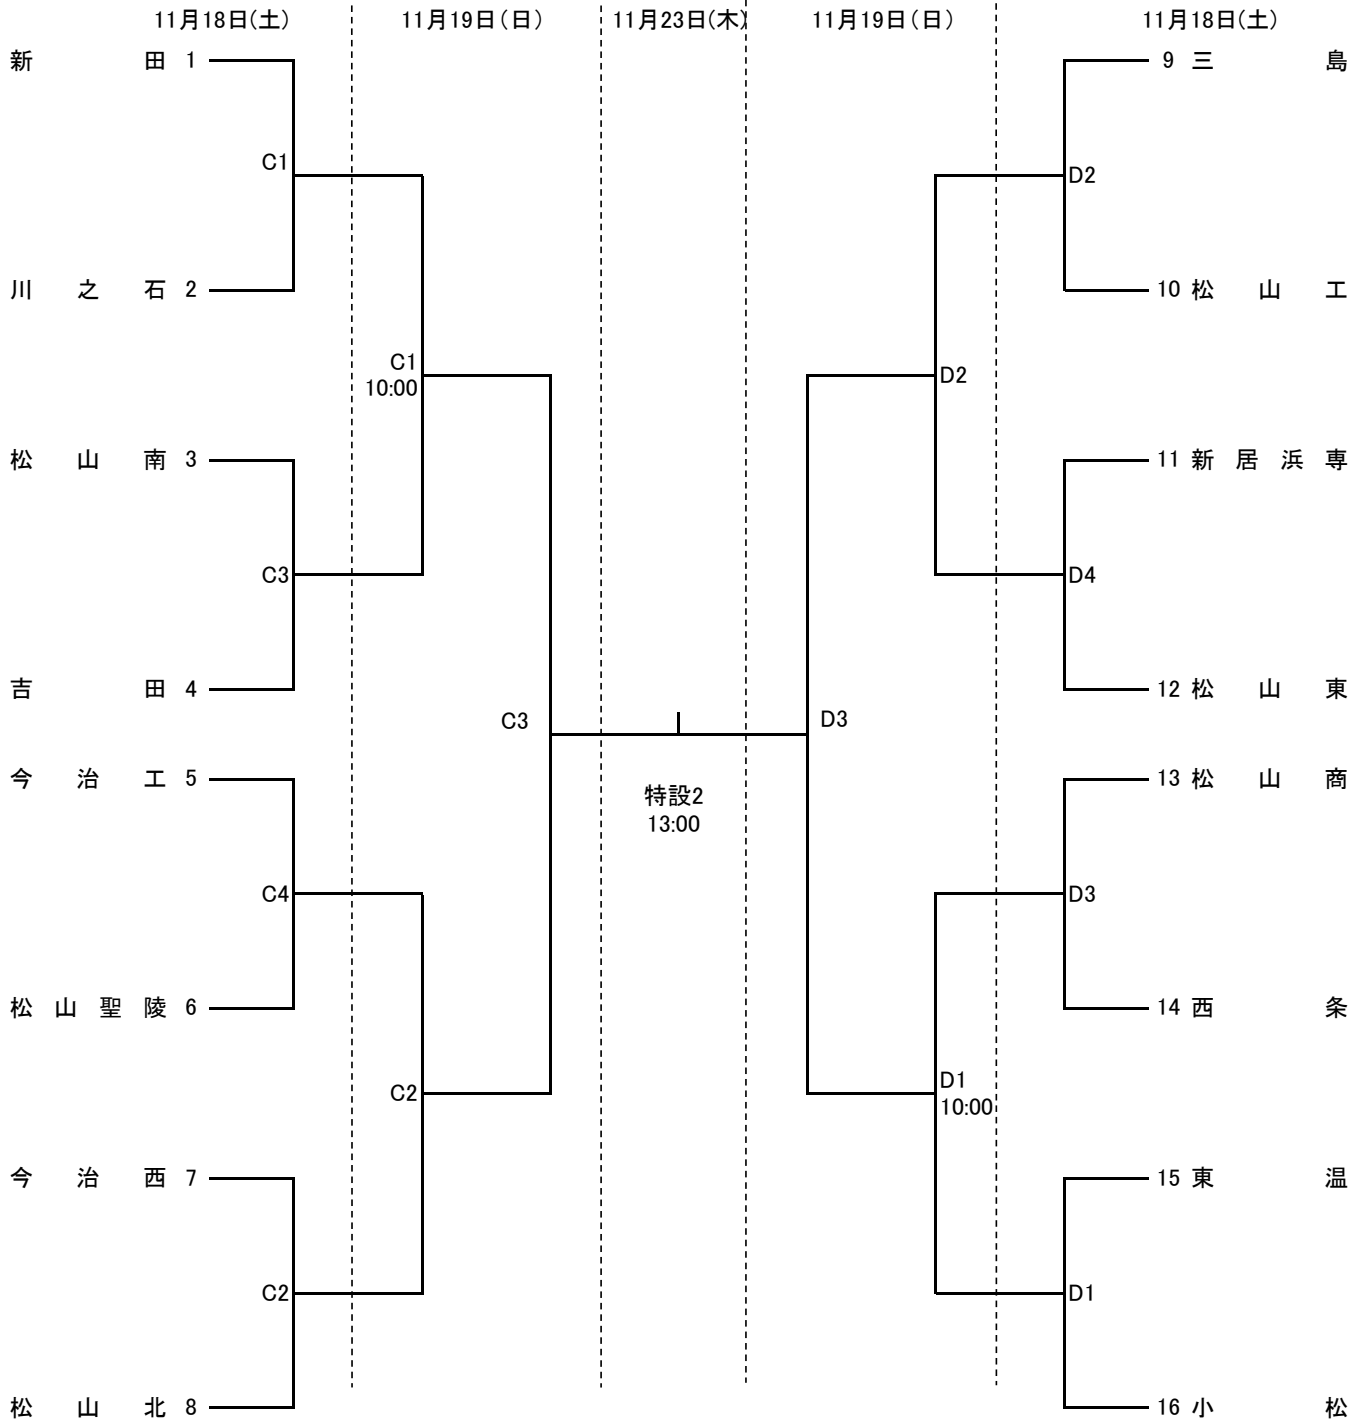 11月18日(土) 11月19日(日) 11月23日(木) 11月19日(日) 11月18日(土)
新田 1
9 三島
C1
D2
川之石 2
10 松山工
C1
10:00
D2
松山南 3
11 新居浜専
C3
D4
吉田 4
12 松山東
C3
D3
今治工 5
13 松山商
特設2
13:00
C4
D3
松山聖陵 6
14 西条
C2
D1
10:00
今治西 7
15 東温
C2
D1
松山北 8
16 小松